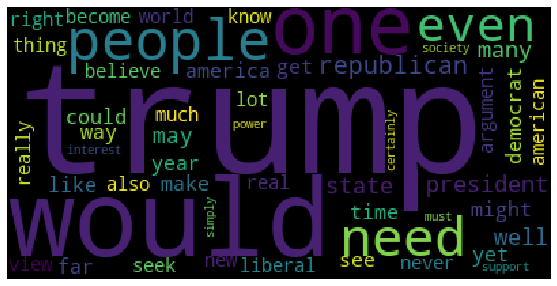 right become world know one even
thing people society many
believe america get republican
trump
could lot
way much
power
really interest may certainly argument democrat american
year
like also make real state president
would simply time might
need well
view far seek new liberal see never must yet
support